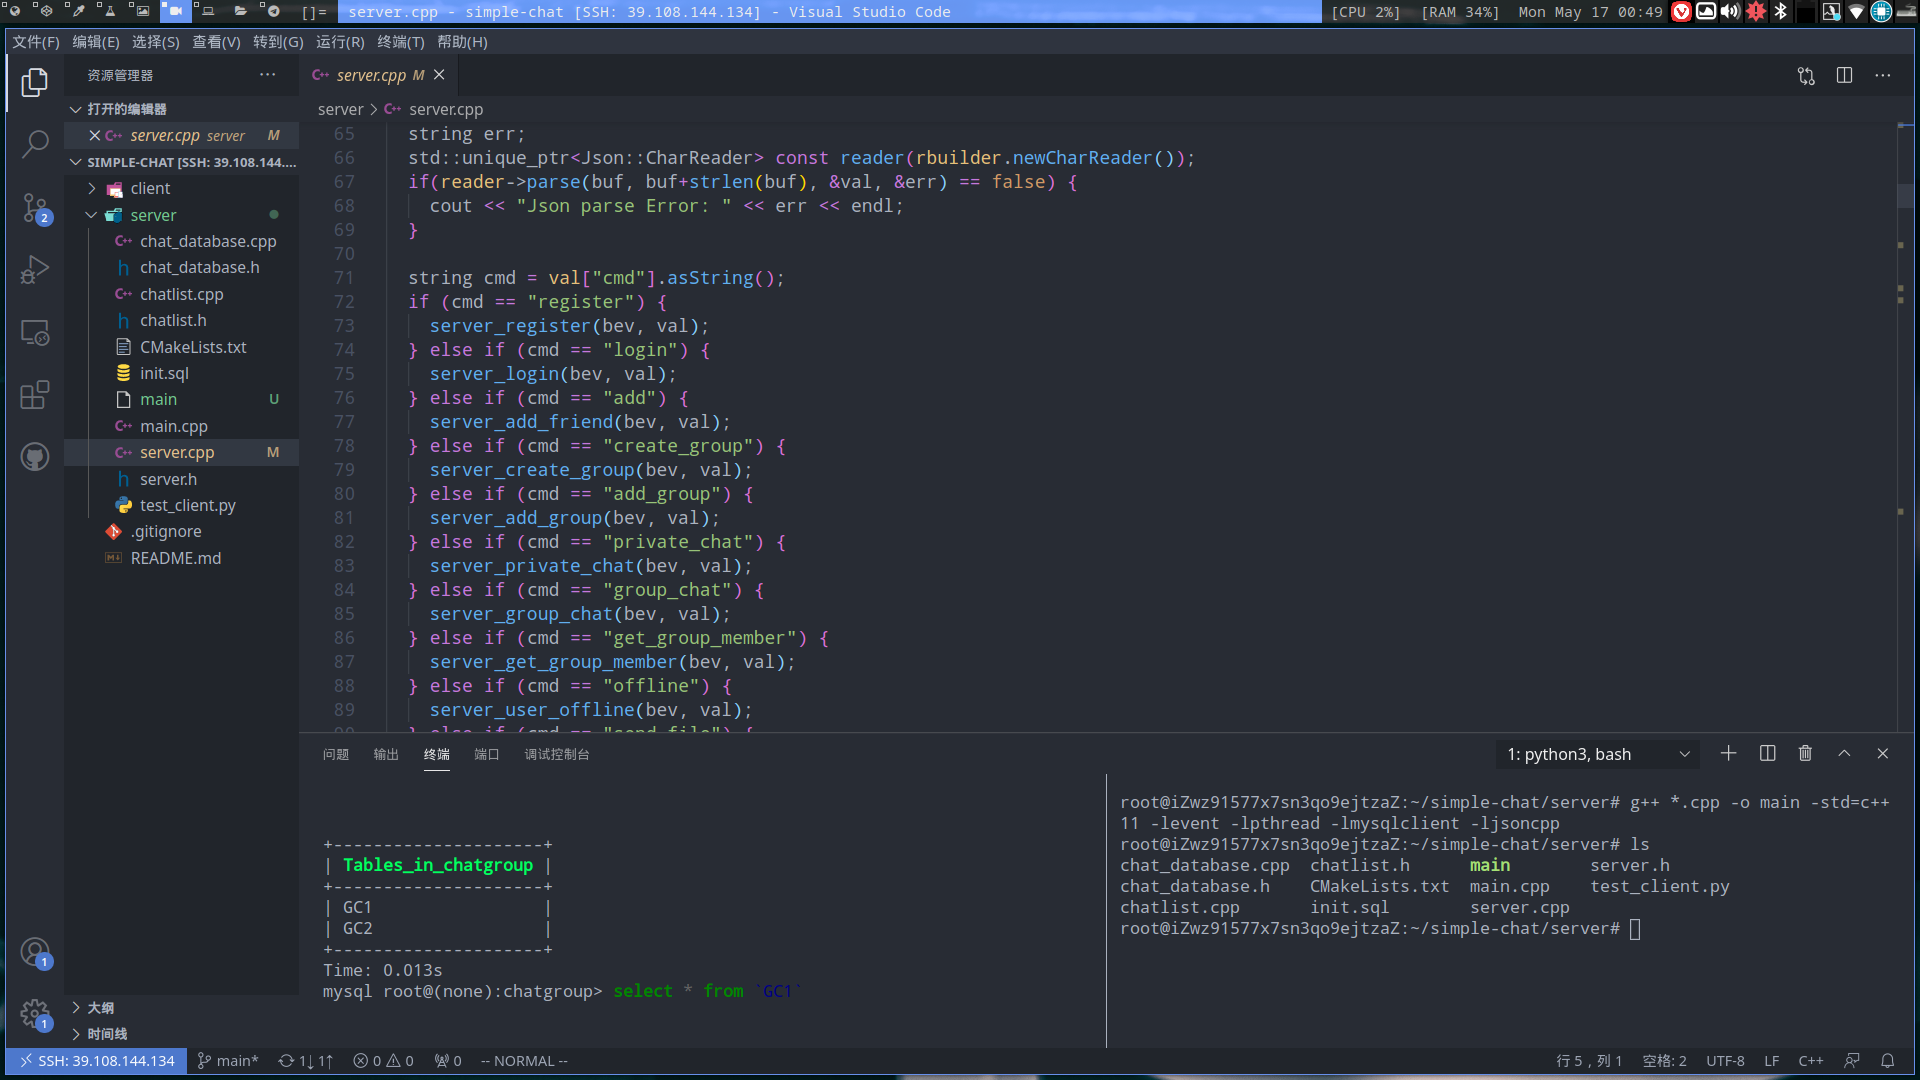 []= server.cpp - simple-chat [SSH: 39.108.144.134] - Visual Studio Code [CPU 2%] [RAM 34%] Mon May 17 00:49
文件(F) 编辑(E) 选择(S) 查看(V) 转到(G) 运行(R) 终端(T) 帮助(H)
资源管理器
打开的编辑器
server.cpp server M
SIMPLE-CHAT [SSH: 39.108.144....
client
server
chat_database.cpp
chat_database.h
chatlist.cpp
chatlist.h
CMakeLists.txt
init.sql
main U
main.cpp
server.cpp M
server.h
test_client.py
.gitignore
README.md
大纲
时间线
2
1
1
server.cpp M
server > server.cpp
65 string err;
66 std::unique_ptr<Json::CharReader> const reader(rbuilder.newCharReader());
67 if(reader->parse(buf, buf+strlen(buf), &val, &err) == false) {
68 cout << "Json parse Error: " << err << endl;
69 }
70
71 string cmd = val["cmd"].asString();
72 if (cmd == "register") {
73 server_register(bev, val);
74 } else if (cmd == "login") {
75 server_login(bev, val);
76 } else if (cmd == "add") {
77 server_add_friend(bev, val);
78 } else if (cmd == "create_group") {
79 server_create_group(bev, val);
80 } else if (cmd == "add_group") {
81 server_add_group(bev, val);
82 } else if (cmd == "private_chat") {
83 server_private_chat(bev, val);
84 } else if (cmd == "group_chat") {
85 server_group_chat(bev, val);
86 } else if (cmd == "get_group_member") {
87 server_get_group_member(bev, val);
88 } else if (cmd == "offline") {
89 server_user_offline(bev, val);
90 } else if (cmd == "send_file") {
问题 输出 终端 端口 调试控制台
1: python3, bash
+---------------------+
| Tables_in_chatgroup |
+---------------------+
| GC1 |
| GC2 |
+---------------------+
Time: 0.013s
mysql root@(none):chatgroup> select * from `GC1`
root@iZwz91577x7sn3qo9ejtzaZ:~/simple-chat/server# g++ *.cpp -o main -std=c++
11 -levent -lpthread -lmysqlclient -ljsoncpp
root@iZwz91577x7sn3qo9ejtzaZ:~/simple-chat/server# ls
chat_database.cpp chatlist.h main server.h
chat_database.h CMakeLists.txt main.cpp test_client.py
chatlist.cpp init.sql server.cpp
root@iZwz91577x7sn3qo9ejtzaZ:~/simple-chat/server#
SSH: 39.108.144.134 main* 1↓ 1↑ 0 0 0 -- NORMAL -- 行 5，列 1 空格: 2 UTF-8 LF C++